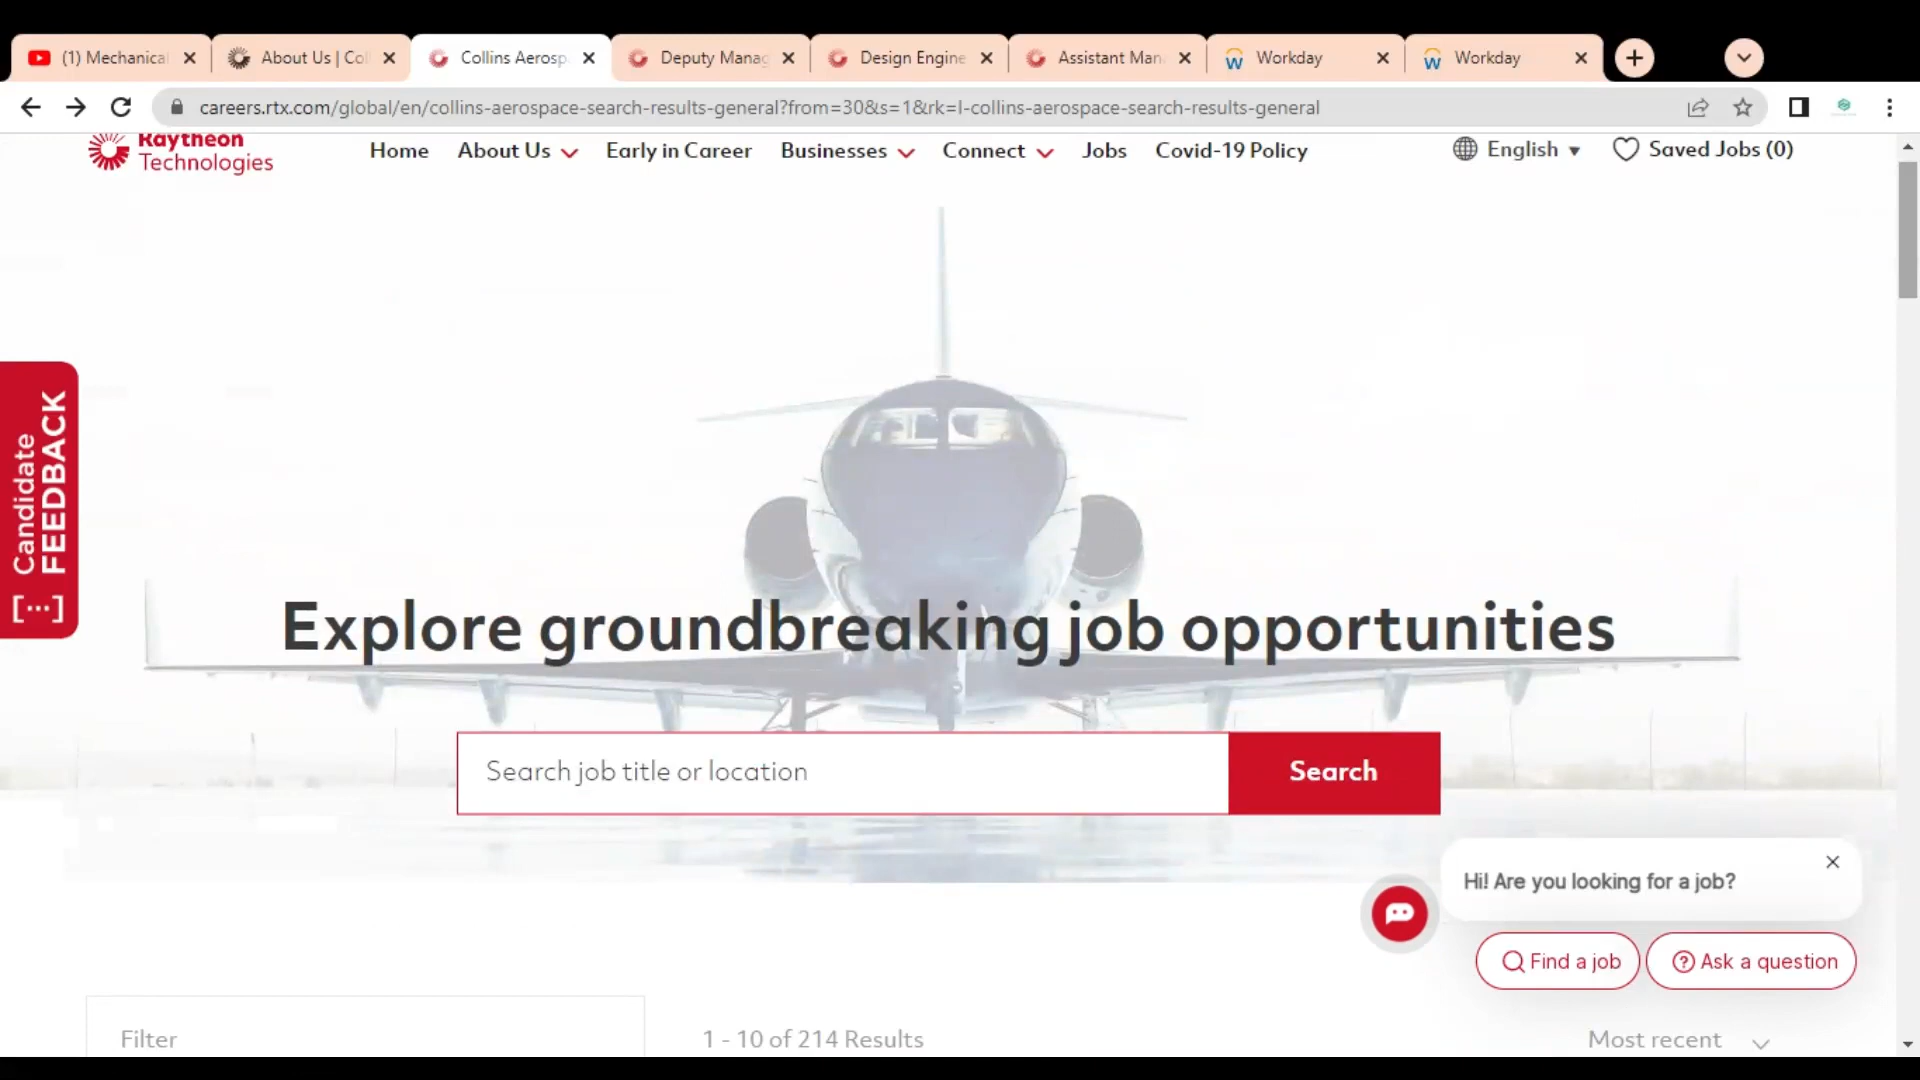 (1) Mechanical
About Us | Col
Collins Aerosp
Deputy Manag
Design Engine
Assistant Man
Workday
Workday
careers.rtx.com/global/en/collins-aerospace-search-results-general?from=30&s=1&rk=l-collins-aerospace-search-results-general
Raytheon
Technologies
Home
About Us
Early in Career
Businesses
Connect
Jobs
Covid-19 Policy
English
Saved Jobs (0)
Candidate
FEEDBACK
Explore groundbreaking job opportunities
Search job title or location
Search
Hi! Are you looking for a job?
Find a job
Ask a question
Filter
1 - 10 of 214 Results
Most recent